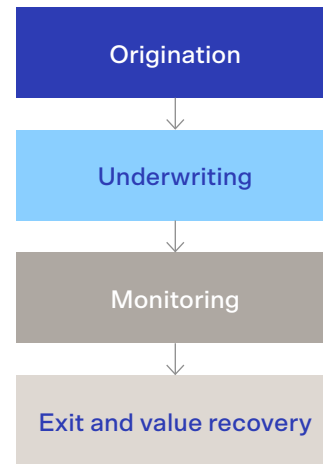 Origination
Underwriting
Monitoring
Exit and value recovery